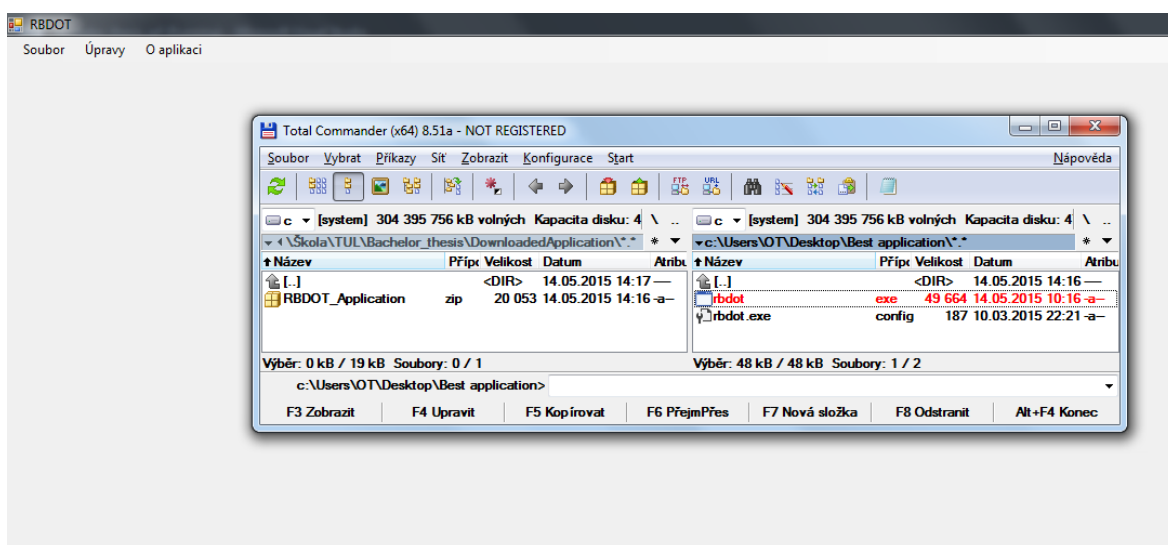 RBDOT
Soubor Úpravy O aplikaci
Total Commander (x64) 8.51a - NOT REGISTERED
Soubor Vybrat Příkazy Síť Zobrazit Konfigurace Start Nápověda
FTP URL
c [system] 304 395 756 kB volných Kapacita disku: 4 \ .. c [system] 304 395 756 kB volných Kapacita disku: 4 \ ..
\Škola\TUL\Bachelor_thesis\DownloadedApplication\*.* * c:\Users\OT\Desktop\Best application\*.* *
Název Přípo Velikost Datum Atribu Název Přípo Velikost Datum Atribu
[..] <DIR> 14.05.2015 14:17 — [..] <DIR> 14.05.2015 14:16 —
RBDOT_Application zip 20 053 14.05.2015 14:16 -a-- rbdot exe 49 664 14.05.2015 10:16 -a--
rbdot.exe config 187 10.03.2015 22:21 -a--
Výběr: 0 kB / 19 kB Soubory: 0 / 1 Výběr: 48 kB / 48 kB Soubory: 1 / 2
c:\Users\OT\Desktop\Best application>
F3 Zobrazit F4 Upravit F5 Kopírovat F6 PřejmPřes F7 Nová složka F8 Odstranit Alt+F4 Konec